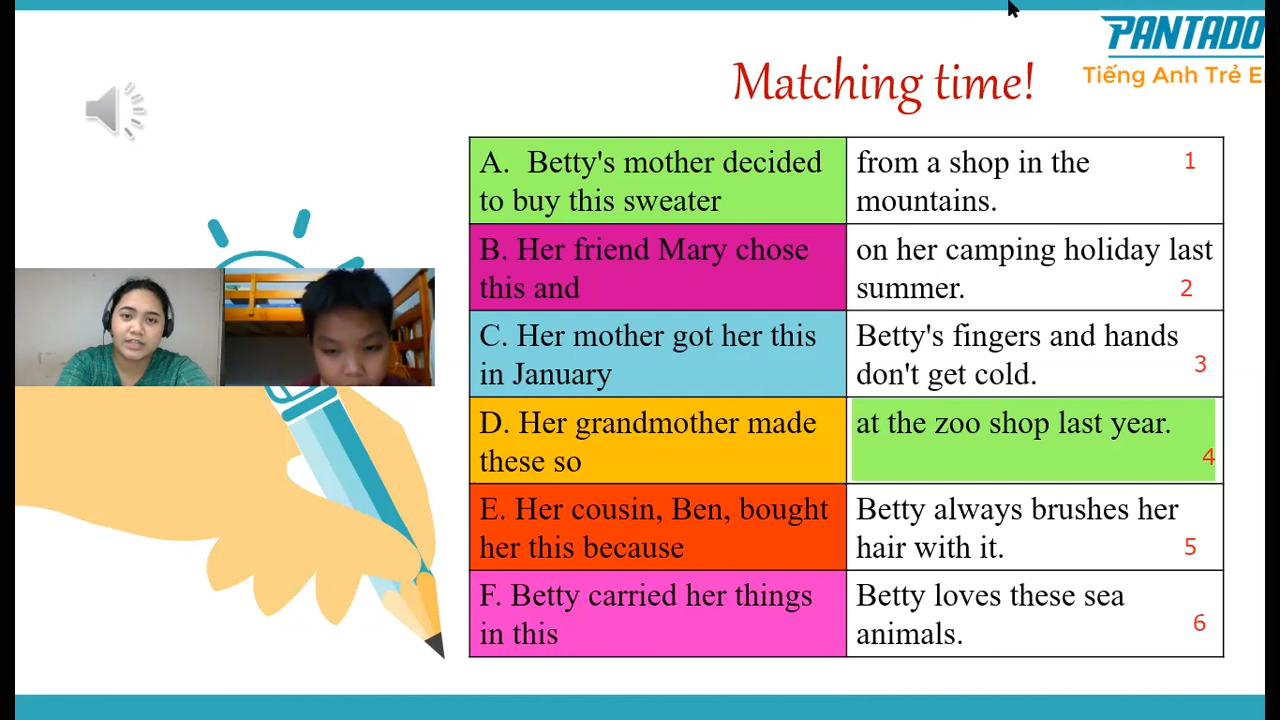 PANTADO
Tiếng Anh Trẻ E
Matching time!
A. Betty's mother decided
to buy this sweater
from a shop in the
mountains.
1
B. Her friend Mary chose
this and
on her camping holiday last
summer.
2
C. Her mother got her this
in January
Betty's fingers and hands
don't get cold.
3
D. Her grandmother made
these so
at the zoo shop last year.
4
E. Her cousin, Ben, bought
her this because
Betty always brushes her
hair with it.
5
F. Betty carried her things
in this
Betty loves these sea
animals.
6